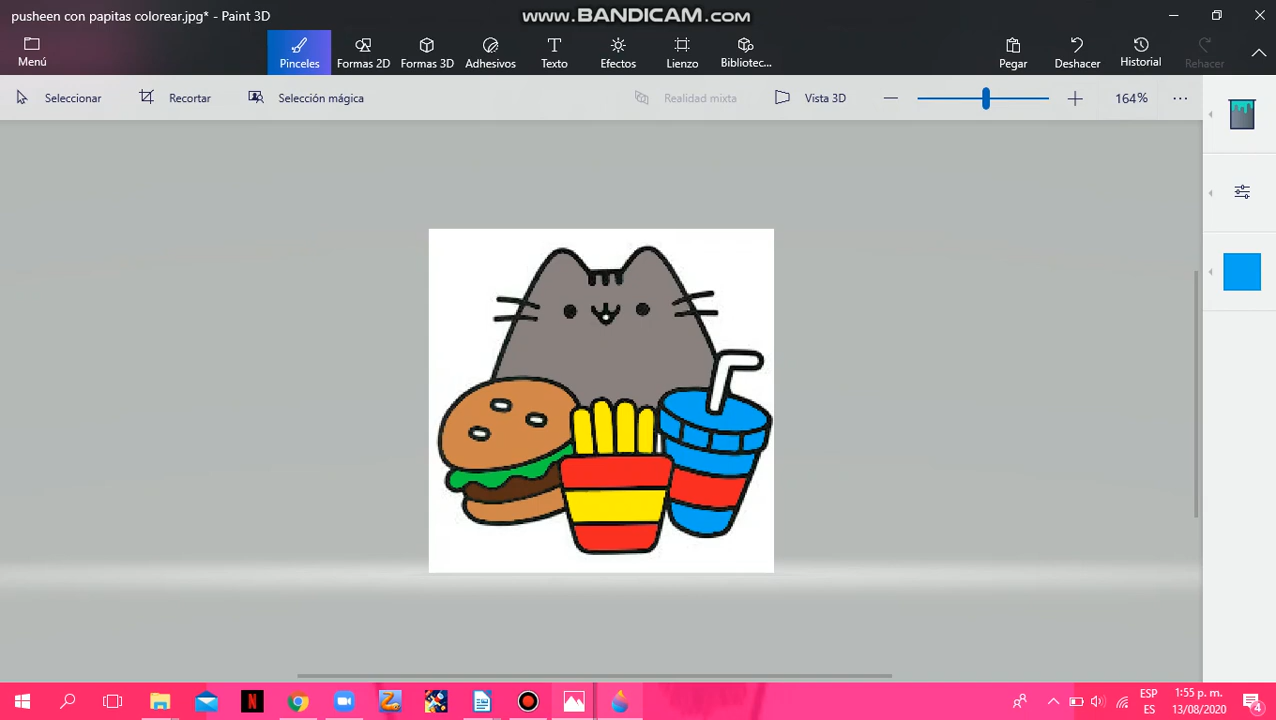 pusheen con papitas colorear.jpg* - Paint 3D
www.BANDICAM.com
Menú
Pinceles
Formas 2D
Formas 3D
Adhesivos
Texto
Efectos
Lienzo
Bibliotec...
Pegar
Deshacer
Historial
Rehacer
Seleccionar
Recortar
Selección mágica
Realidad mixta
Vista 3D
164%
ESP
ES
1:55 p. m.
13/08/2020
4